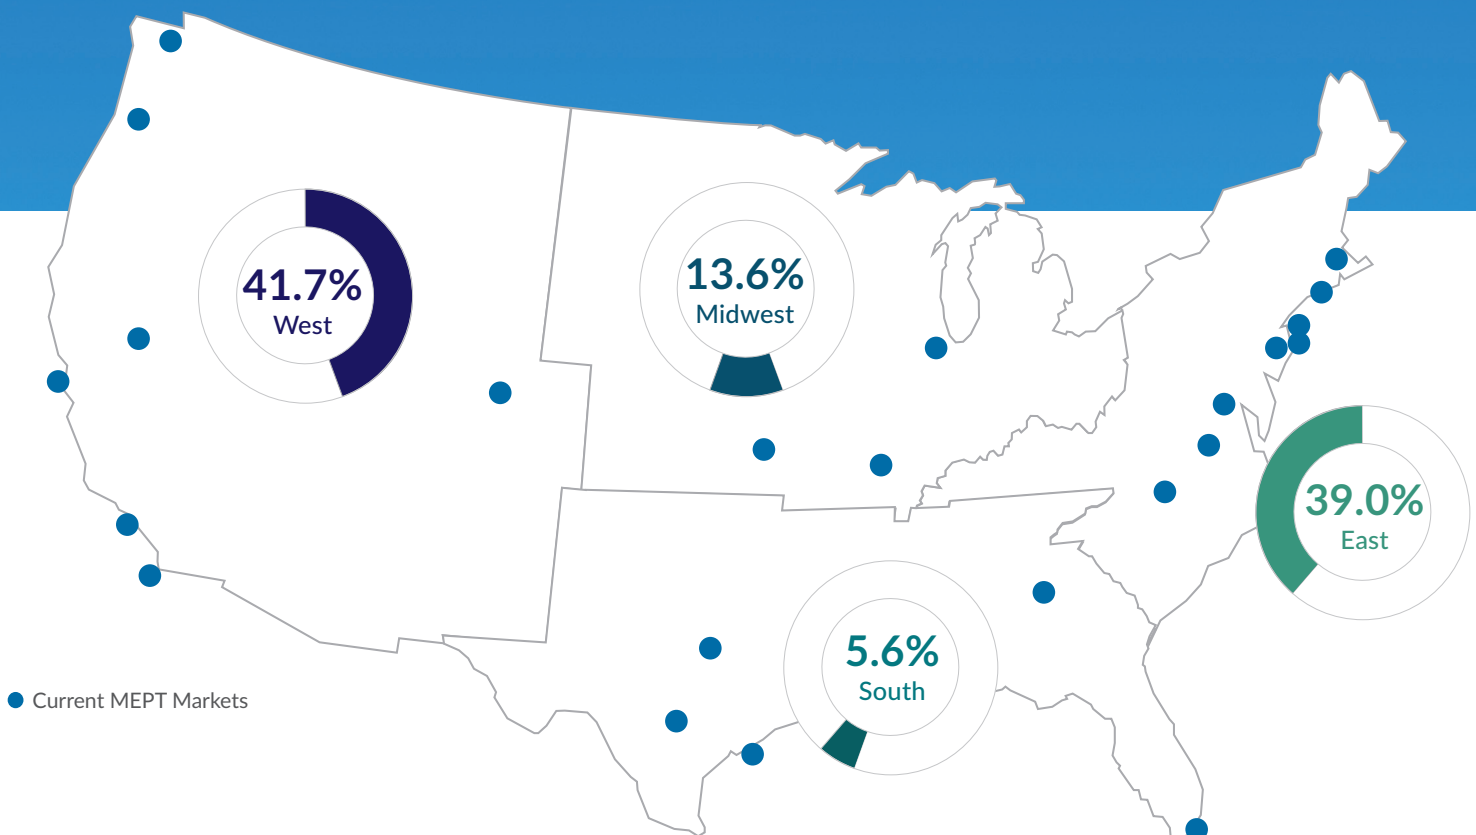 41.7%
West
13.6%
Midwest
39.0%
East
5.6%
South
Current MEPT Markets